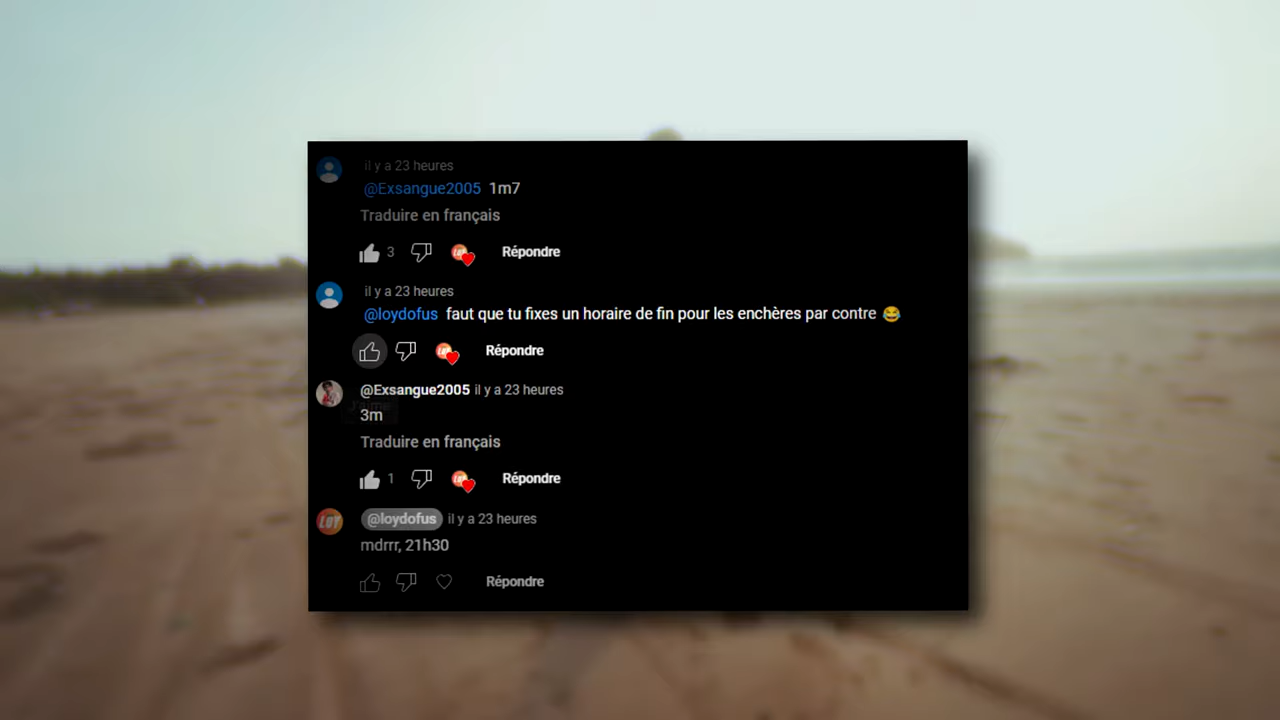 il y a 23 heures
@Exsangue2005 1m7
Traduire en français
3 Répondre
il y a 23 heures
@loydofus faut que tu fixes un horaire de fin pour les enchères par contre 😂
Répondre
@Exsangue2005 il y a 23 heures
3m
Traduire en français
1 Répondre
LOY @loydofus il y a 23 heures
mdrrr, 21h30
Répondre